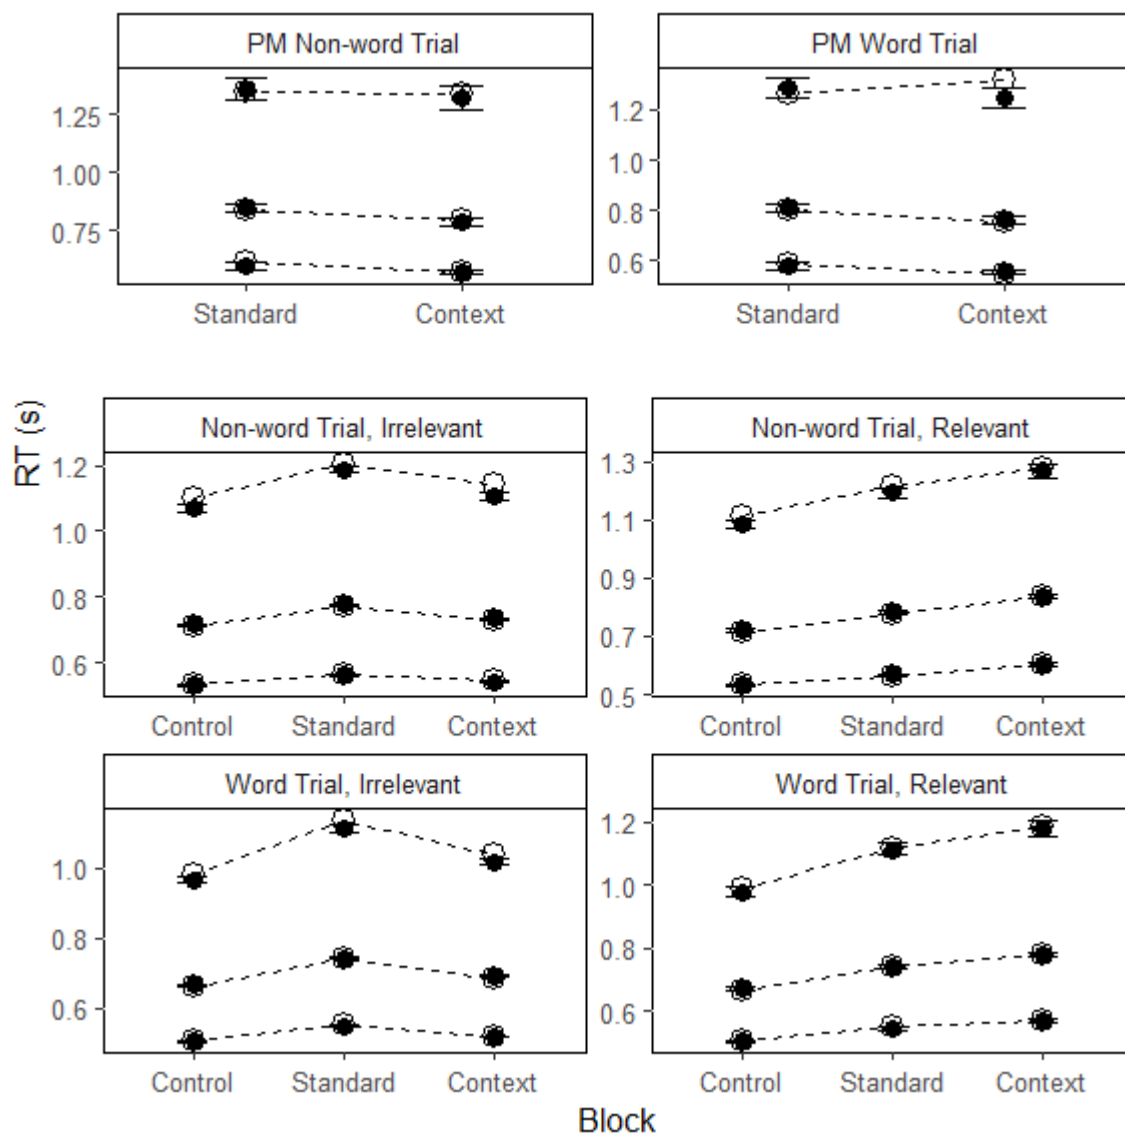 PM Non-word Trial
PM Word Trial
1.25
1.00
0.75
1.2
1.0
0.8
0.6
Standard Context
Standard Context
RT (s)
Non-word Trial, Irrelevant
Non-word Trial, Relevant
1.2
1.0
0.8
0.6
1.3
1.1
0.9
0.7
0.5
Control Standard Context
Control Standard Context
Word Trial, Irrelevant
Word Trial, Relevant
1.0
0.8
0.6
1.2
1.0
0.8
0.6
Control Standard Context
Control Standard Context
Block